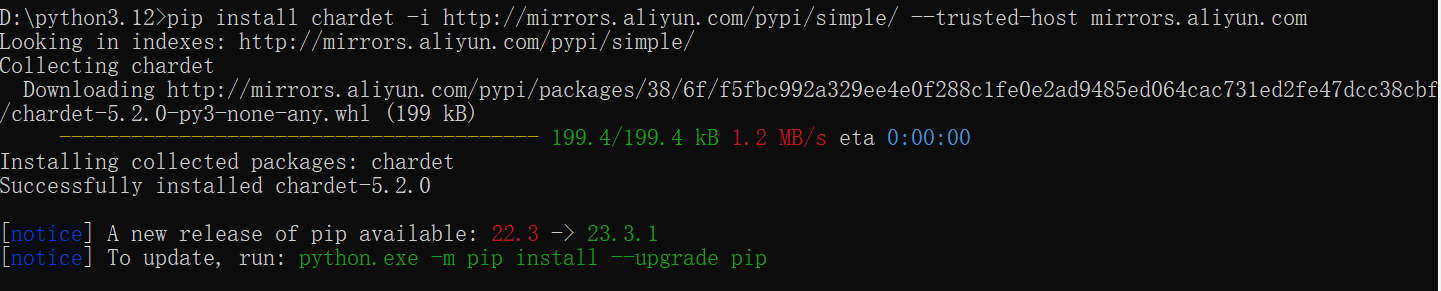 D:\python3.12>pip install chardet -i http://mirrors.aliyun.com/pypi/simple/ --trusted-host mirrors.aliyun.com
Looking in indexes: http://mirrors.aliyun.com/pypi/simple/
Collecting chardet
  Downloading http://mirrors.aliyun.com/pypi/packages/38/6f/f5fbc992a329ee4e0f288c1fe0e2ad9485ed064cac731ed2fe47dcc38cbf
/chardet-5.2.0-py3-none-any.whl (199 kB)
     ---------------------------------------- 199.4/199.4 kB 1.2 MB/s eta 0:00:00
Installing collected packages: chardet
Successfully installed chardet-5.2.0
[notice] A new release of pip available: 22.3 -> 23.3.1
[notice] To update, run: python.exe -m pip install --upgrade pip